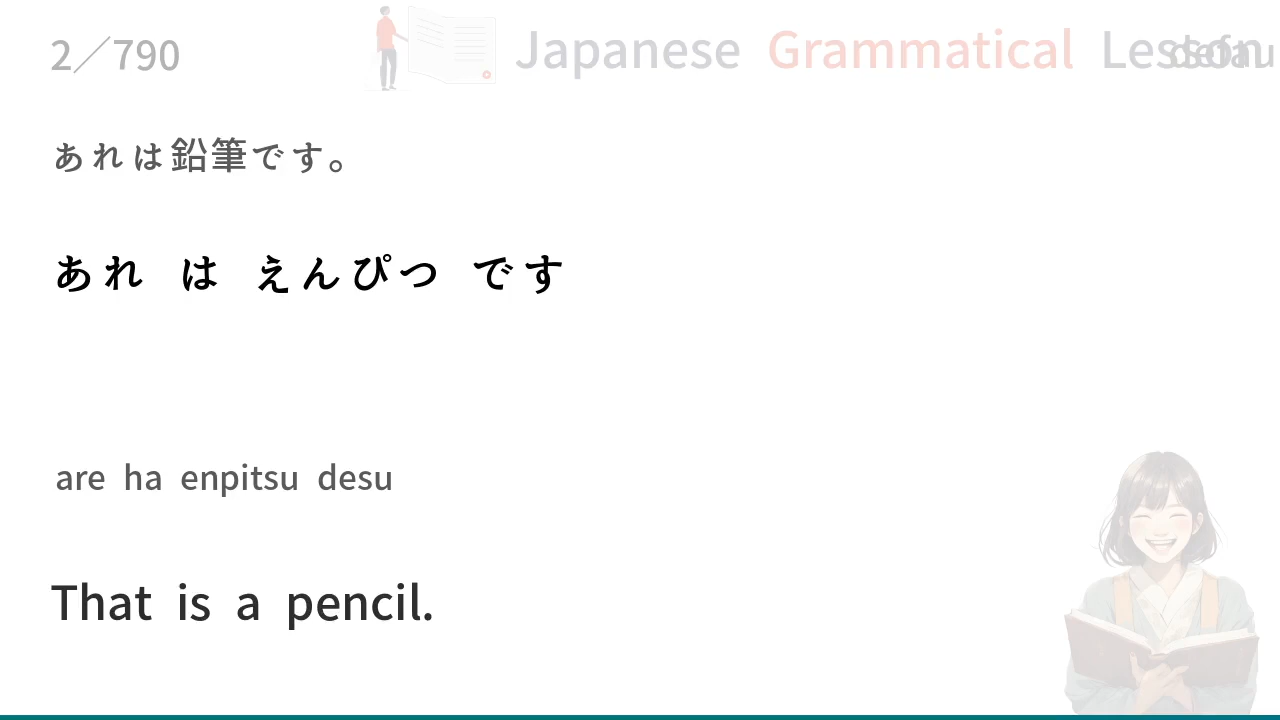 2／790
Japanese Grammatical Lesson
あれは鉛筆です。
あれ は えんぴつ です
are ha enpitsu desu
That is a pencil.